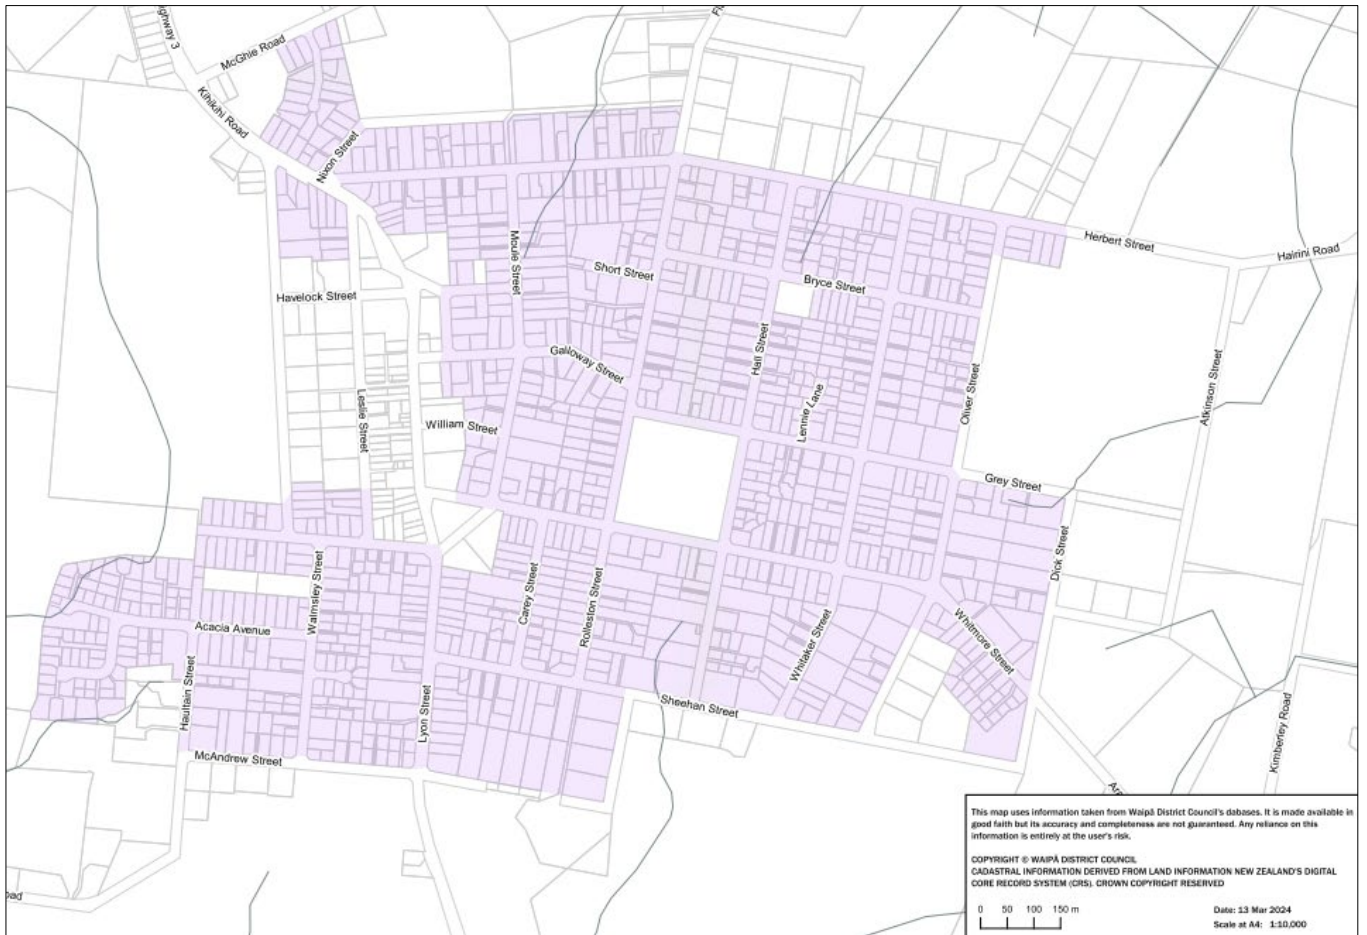 ghway 3
McGhie Road
Kihikihi Road
Nixon Street
Herbert Street
Hairini Road
Moule Street
Short Street
Bryce Street
Havelock Street
Hall Street
Galloway Street
Oliver Street
Atkinson Street
Lennie Lane
Leslie Street
William Street
Grey Street
Dick Street
Walmsley Street
Carey Street
Rolleston Street
Acacia Avenue
Whitaker Street
Whitmore Street
Haultain Street
Lyon Street
Sheehan Street
Kimberley Road
McAndrew Street
oad
This map uses information taken from Waipā District Council's dabases. It is made available in
good faith but its accuracy and completeness are not guaranteed. Any reliance on this
information is entirely at the user's risk.
COPYRIGHT © WAIPĀ DISTRICT COUNCIL
CADASTRAL INFORMATION DERIVED FROM LAND INFORMATION NEW ZEALAND'S DIGITAL
CORE RECORD SYSTEM (CRS). CROWN COPYRIGHT RESERVED
0 50 100 150 m
Date: 13 Mar 2024
Scale at A4: 1:10,000